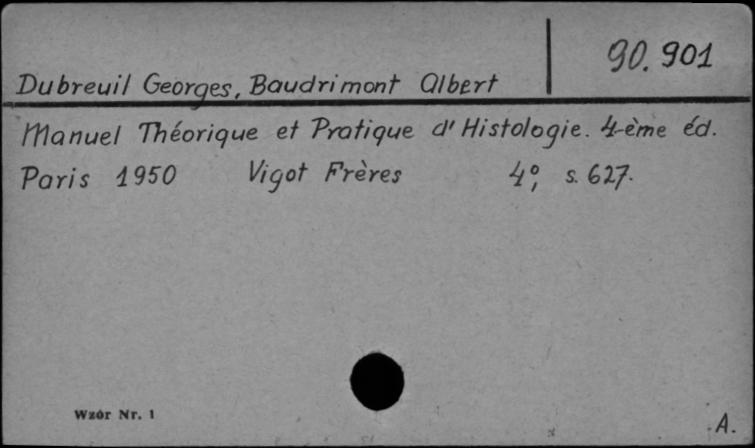 90.901
Dubreuil Georges, Baudrimont Albert
Manuel Théorique et Pratique d'Histologie. 4-ème éd.
Paris 1950 Vigot Frères 4°, s. 627.
Wzór Nr. 1
A.